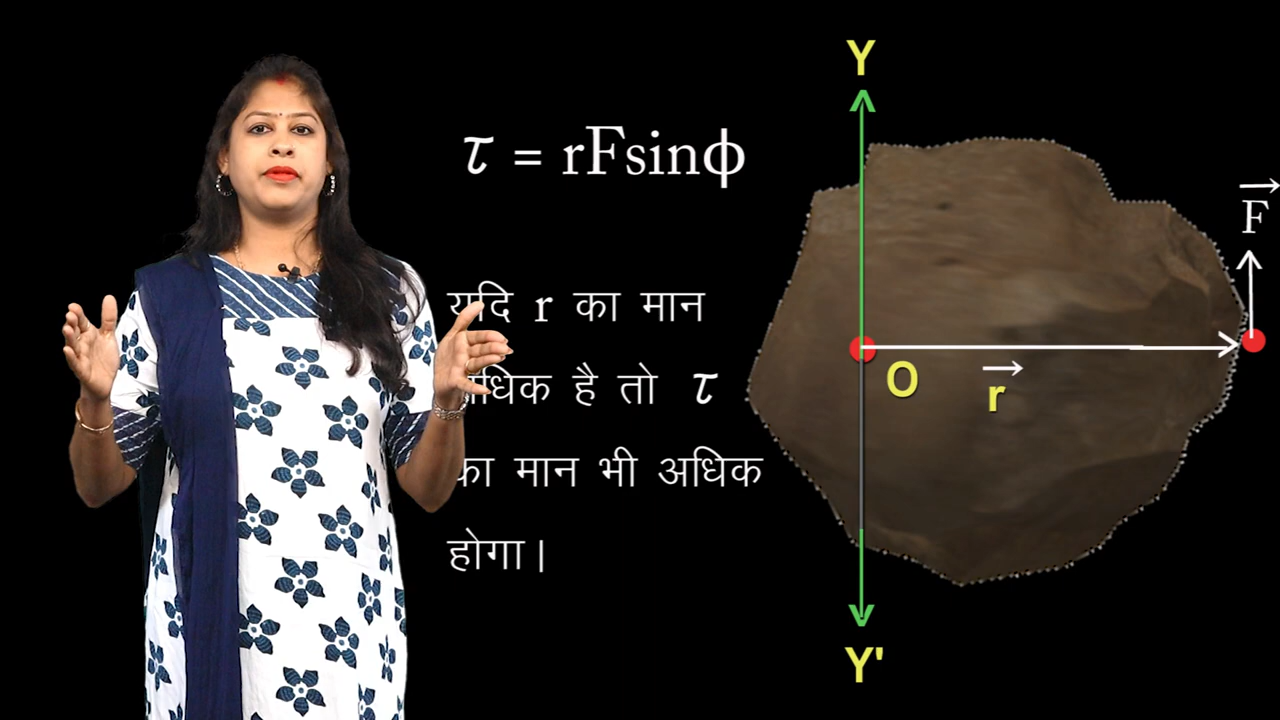 τ = rFsinϕ
यदि r का मान
अधिक है तो τ
का मान भी अधिक
होगा।
Y
F
O
r
Y'